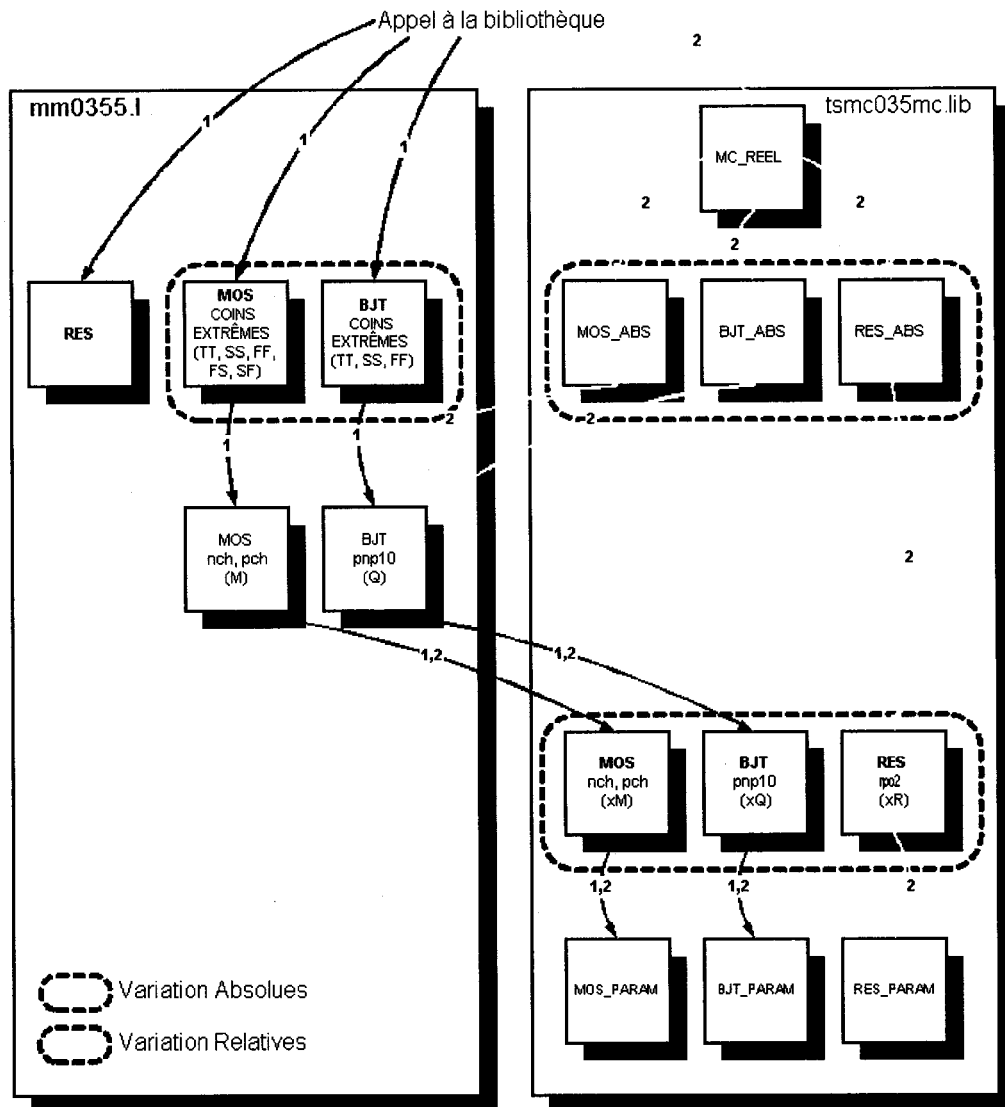 Appel à la bibliothèque
2
mm0355.l
tsmc035mc.lib
1
1
1
MC_REEL
2
2
2
RES
MOS
COINS
EXTRÊMES
(TT, SS, FF,
FS, SF)
BJT
COINS
EXTRÊMES
(TT, SS, FF)
MOS_ABS
BJT_ABS
RES_ABS
2
2
1
1
MOS
nch, pch
(M)
BJT
pnp10
(Q)
2
1,2
1,2
MOS
nch, pch
(xM)
BJT
pnp10
(xQ)
RES
rpo2
(xR)
1,2
1,2
2
MOS_PARAM
BJT_PARAM
RES_PARAM
Variation Absolues
Variation Relatives